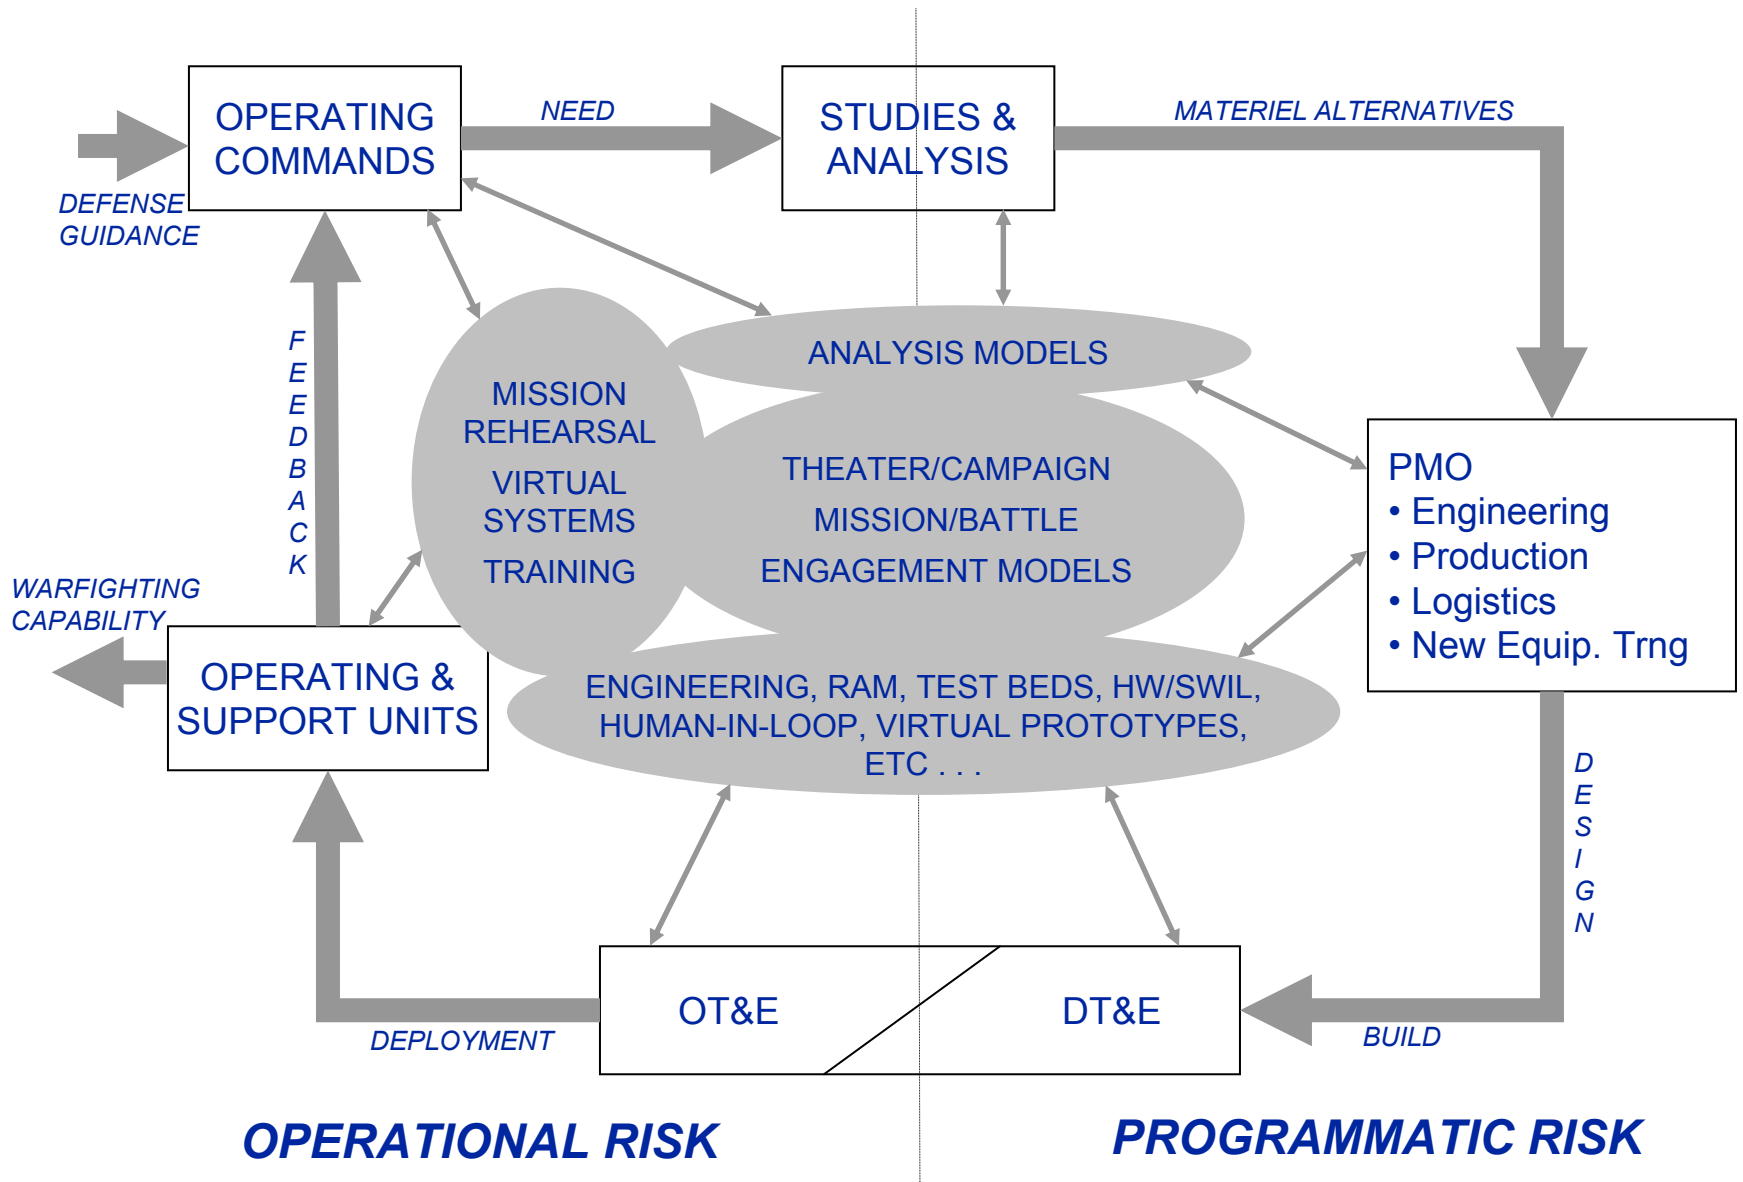 OPERATING
COMMANDS
NEED
STUDIES &
ANALYSIS
MATERIEL ALTERNATIVES
DEFENSE
GUIDANCE
FEEDBACK
ANALYSIS MODELS
MISSION
REHEARSAL
VIRTUAL
SYSTEMS
TRAINING
THEATER/CAMPAIGN
MISSION/BATTLE
ENGAGEMENT MODELS
PMO
• Engineering
• Production
• Logistics
• New Equip. Trng
WARFIGHTING
CAPABILITY
OPERATING &
SUPPORT UNITS
ENGINEERING, RAM, TEST BEDS, HW/SWIL,
HUMAN-IN-LOOP, VIRTUAL PROTOTYPES,
ETC . . .
DESIGN
OT&E
DT&E
DEPLOYMENT
BUILD
OPERATIONAL RISK
PROGRAMMATIC RISK